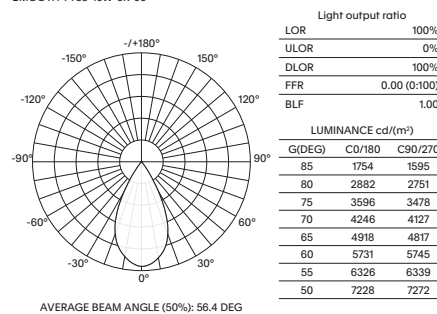 Light output ratio
LOR 100%
ULOR 0%
DLOR 100%
FFR 0.00 (0:100)
BLF 1.00
-/+180°
-150° 150°
-120° 120°
-90° 90°
-60° 60°
-30° 30°
0°
AVERAGE BEAM ANGLE (50%): 56.4 DEG
LUMINANCE cd/(m²)
G(DEG) C0/180 C90/270
85 1754 1595
80 2882 2751
75 3596 3478
70 4246 4127
65 4918 4817
60 5731 5745
55 6326 6339
50 7228 7272